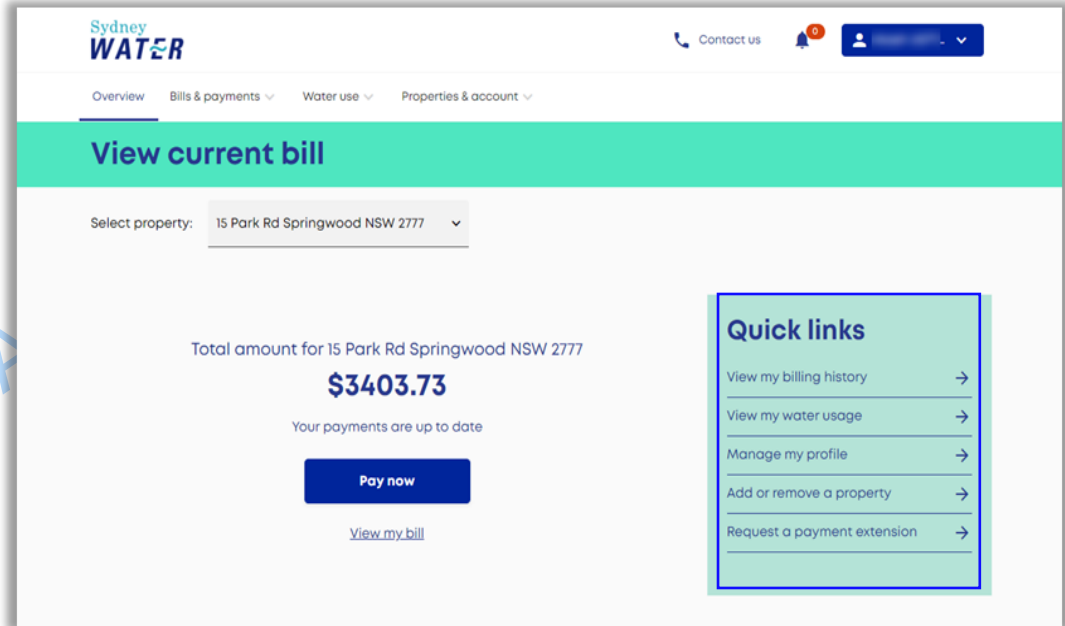 Sydney
WATER
Contact us
0
Overview
Bills & payments
Water use
Properties & account
View current bill
Select property:
15 Park Rd Springwood NSW 2777
Total amount for 15 Park Rd Springwood NSW 2777
$3403.73
Your payments are up to date
Pay now
View my bill
Quick links
View my billing history
View my water usage
Manage my profile
Add or remove a property
Request a payment extension